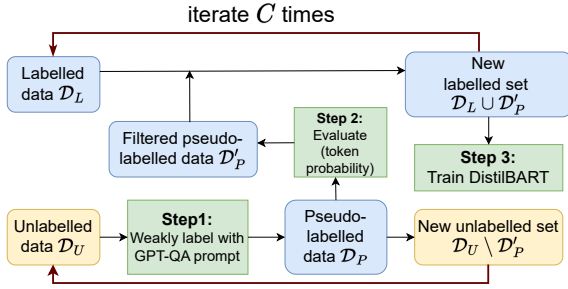 iterate C times
Labelled
data D_L
New
labelled set
D_L ∪ D'_P
Filtered pseudo-
labelled data D'_P
Step 2:
Evaluate
(token
probability)
Step 3:
Train DistilBART
Unlabelled
data D_U
Step1:
Weakly label with
GPT-QA prompt
Pseudo-
labelled
data D_P
New unlabelled set
D_U \ D'_P